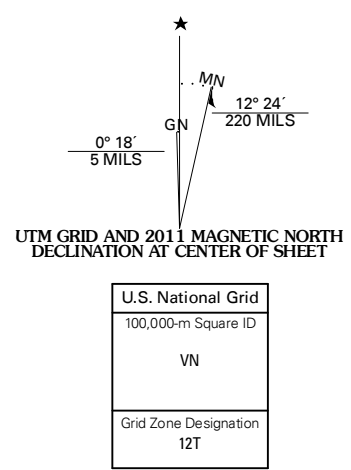 ★
MN
GN
12° 24´
220 MILS
0° 18´
5 MILS
UTM GRID AND 2011 MAGNETIC NORTH
DECLINATION AT CENTER OF SHEET
U.S. National Grid
100,000-m Square ID
VN
Grid Zone Designation
12T